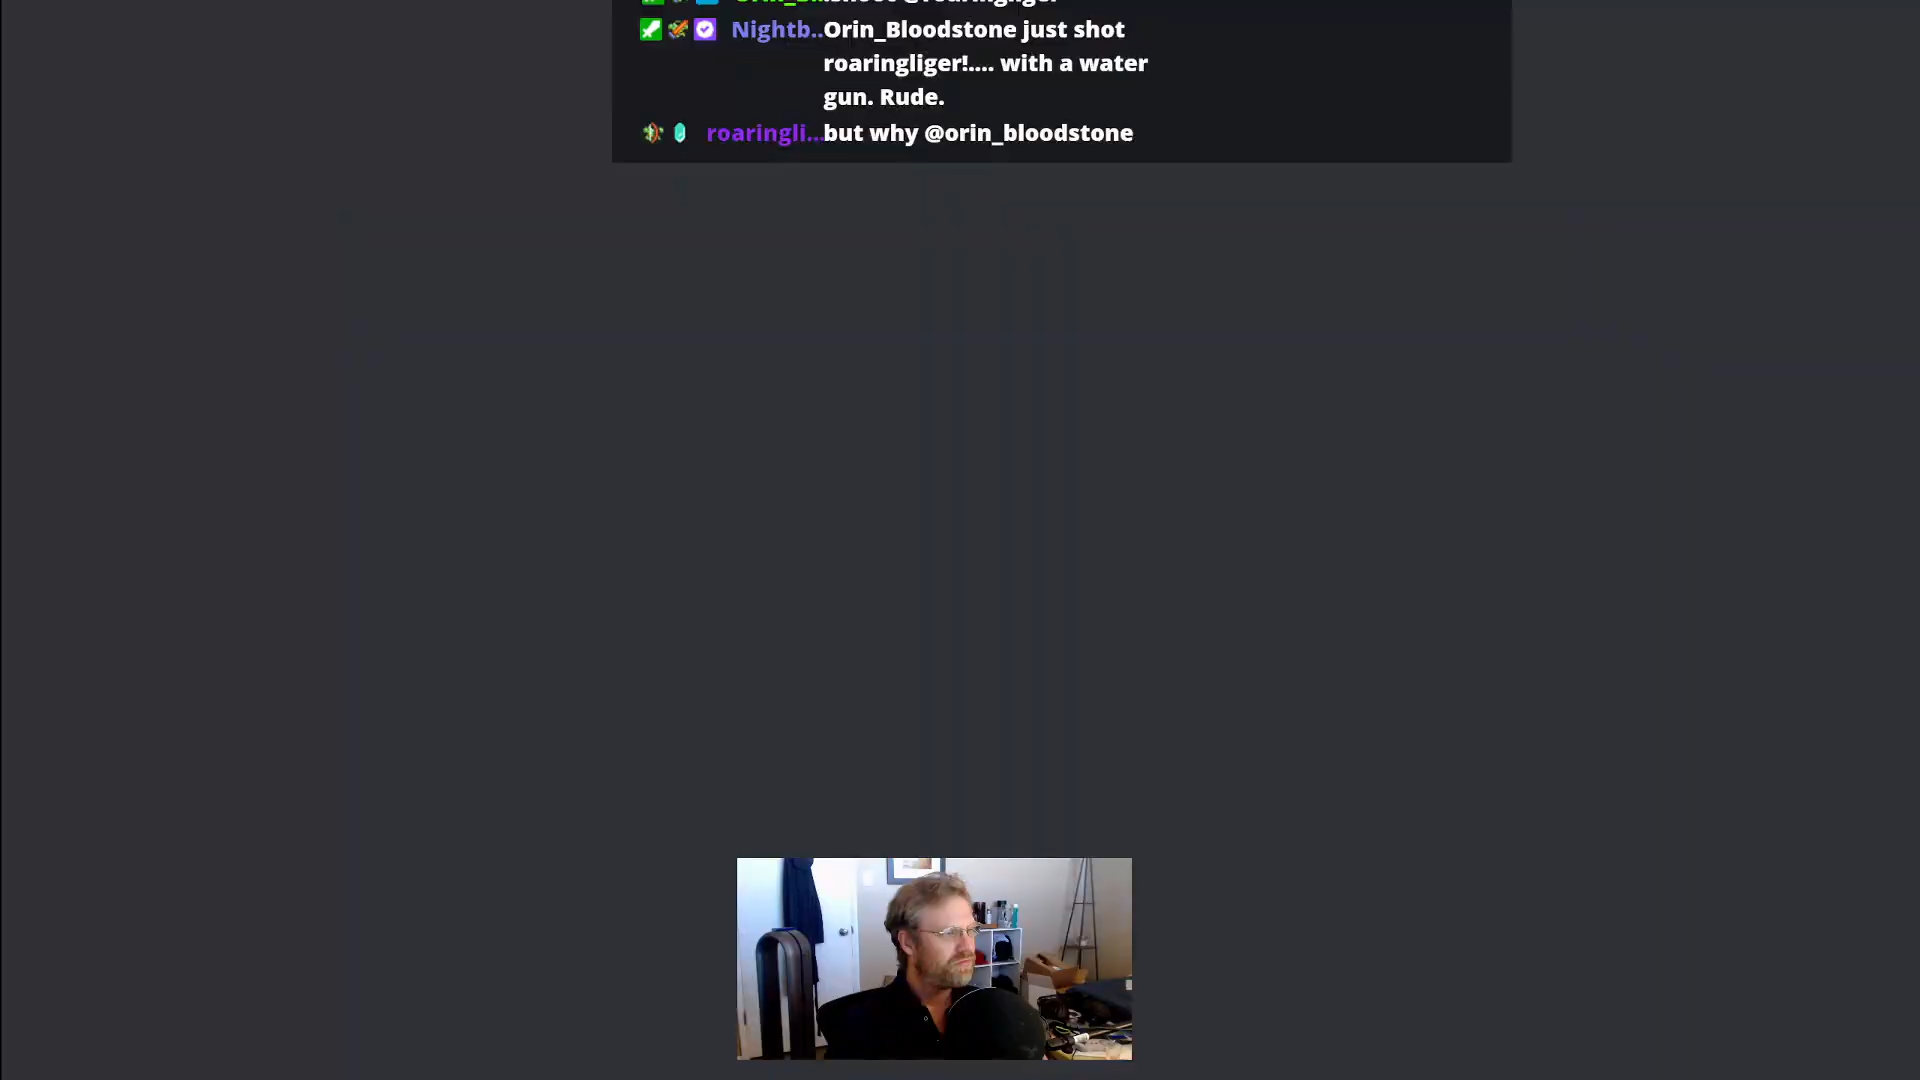 Nightb..Orin_Bloodstone just shot
roaringliger!.... with a water
gun. Rude.
roaringli...but why @orin_bloodstone